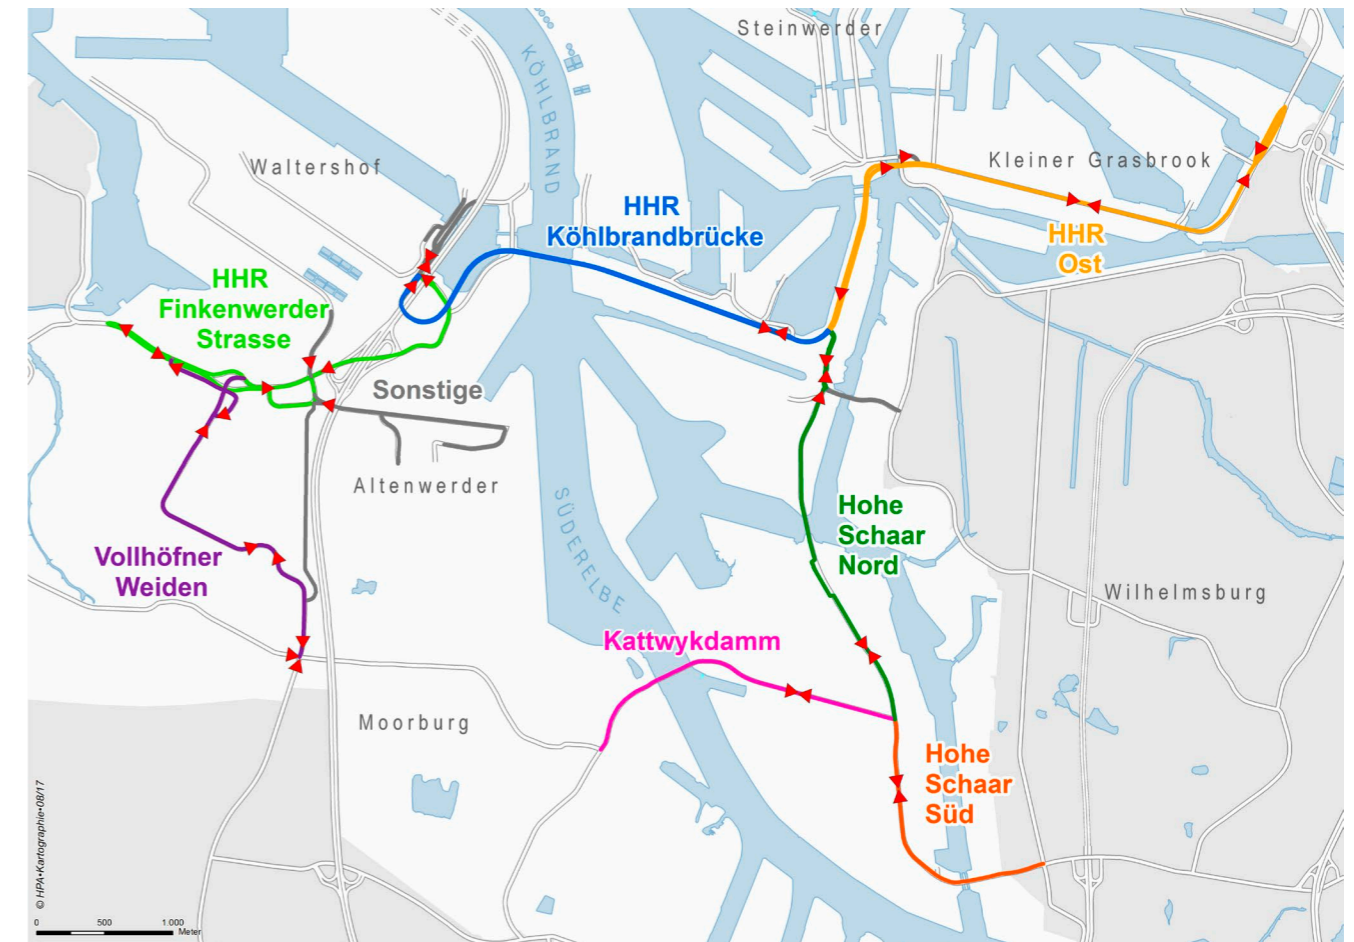 Steinwerder
KÖHLBRAND
Waltershof
Kleiner Grasbrook
HHR
Köhlbrandbrücke
HHR
Ost
HHR
Finkenwerder
Strasse
Sonstige
Altenwerder
SÜDERELBE
Hohe
Schaar
Nord
Vollhöfner
Weiden
Wilhelmsburg
Kattwykdamm
Moorburg
Hohe
Schaar
Süd
© HPA•Kartographie•08/17
0 500 1 000
Meter